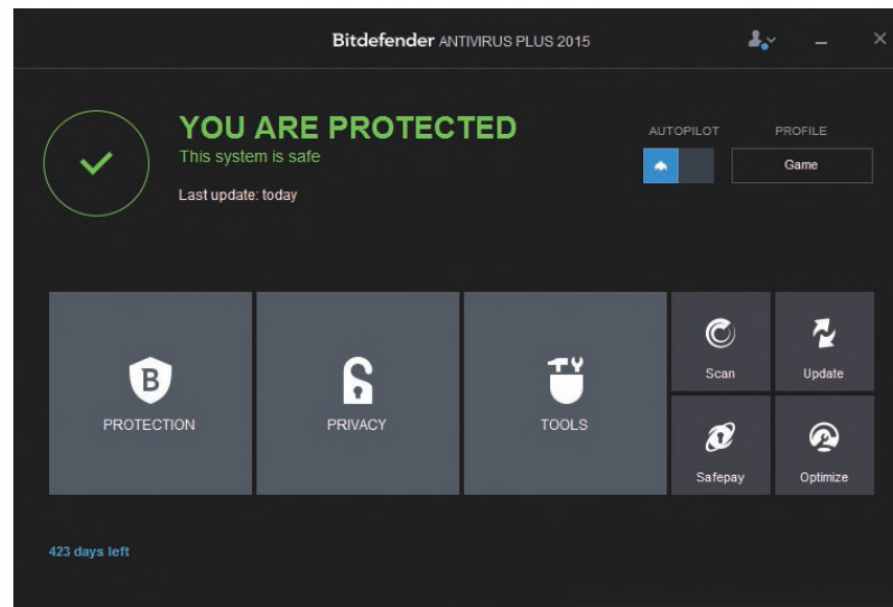 Bitdefender ANTIVIRUS PLUS 2015
YOU ARE PROTECTED
This system is safe
Last update: today
AUTOPILOT
PROFILE
Game
B
PROTECTION
PRIVACY
TOOLS
Scan
Update
Safepay
Optimize
423 days left